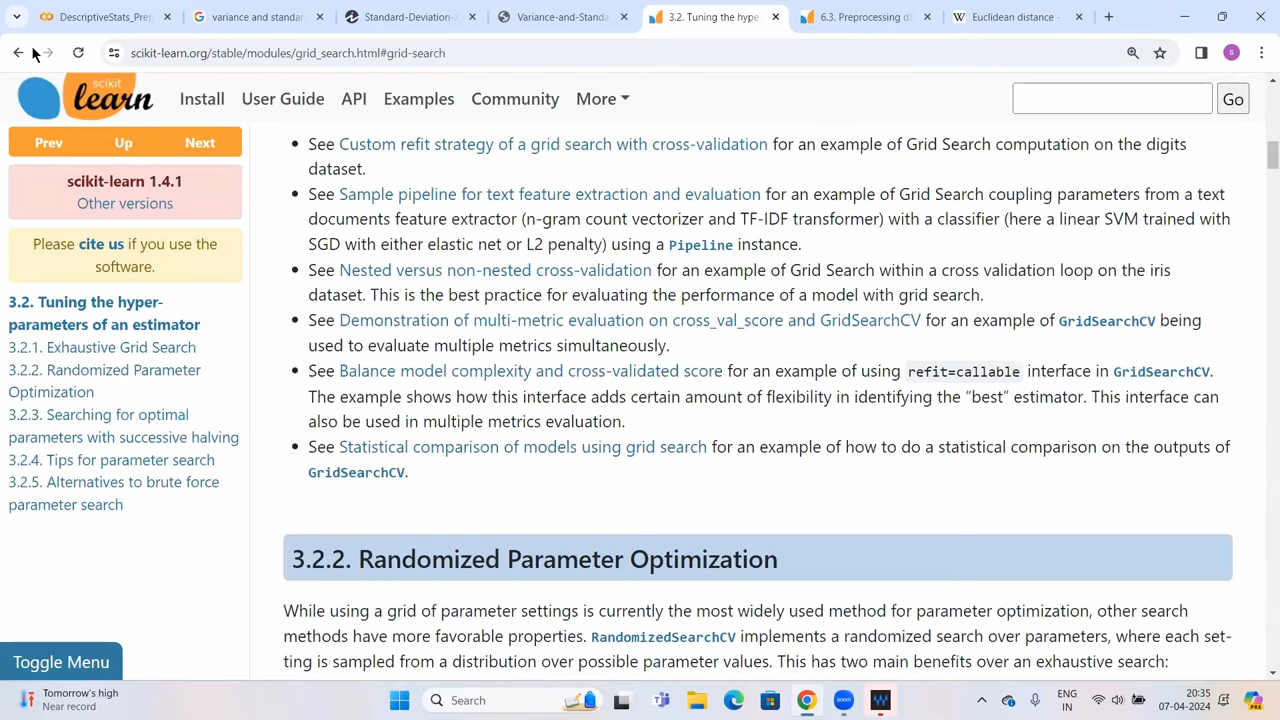 DescriptiveStats_Pre
variance and standar
Standard-Deviation-
Variance-and-Standa
3.2. Tuning the hype
6.3. Preprocessing da
Euclidean distance -
scikit-learn.org/stable/modules/grid_search.html#grid-search
S
scikit
learn
Install User Guide API Examples Community More
Go
Prev Up Next
scikit-learn 1.4.1
Other versions
Please cite us if you use the
software.
3.2. Tuning the hyper-
parameters of an estimator
3.2.1. Exhaustive Grid Search
3.2.2. Randomized Parameter
Optimization
3.2.3. Searching for optimal
parameters with successive halving
3.2.4. Tips for parameter search
3.2.5. Alternatives to brute force
parameter search
Toggle Menu
• See Custom refit strategy of a grid search with cross-validation for an example of Grid Search computation on the digits
dataset.
• See Sample pipeline for text feature extraction and evaluation for an example of Grid Search coupling parameters from a text
documents feature extractor (n-gram count vectorizer and TF-IDF transformer) with a classifier (here a linear SVM trained with
SGD with either elastic net or L2 penalty) using a Pipeline instance.
• See Nested versus non-nested cross-validation for an example of Grid Search within a cross validation loop on the iris
dataset. This is the best practice for evaluating the performance of a model with grid search.
• See Demonstration of multi-metric evaluation on cross_val_score and GridSearchCV for an example of GridSearchCV being
used to evaluate multiple metrics simultaneously.
• See Balance model complexity and cross-validated score for an example of using refit=callable interface in GridSearchCV.
The example shows how this interface adds certain amount of flexibility in identifying the “best” estimator. This interface can
also be used in multiple metrics evaluation.
• See Statistical comparison of models using grid search for an example of how to do a statistical comparison on the outputs of
GridSearchCV.
3.2.2. Randomized Parameter Optimization
While using a grid of parameter settings is currently the most widely used method for parameter optimization, other search
methods have more favorable properties. RandomizedSearchCV implements a randomized search over parameters, where each set-
ting is sampled from a distribution over possible parameter values. This has two main benefits over an exhaustive search:
Tomorrow's high
Near record
Search
zoom
ENG
IN
20:35
07-04-2024
PRE